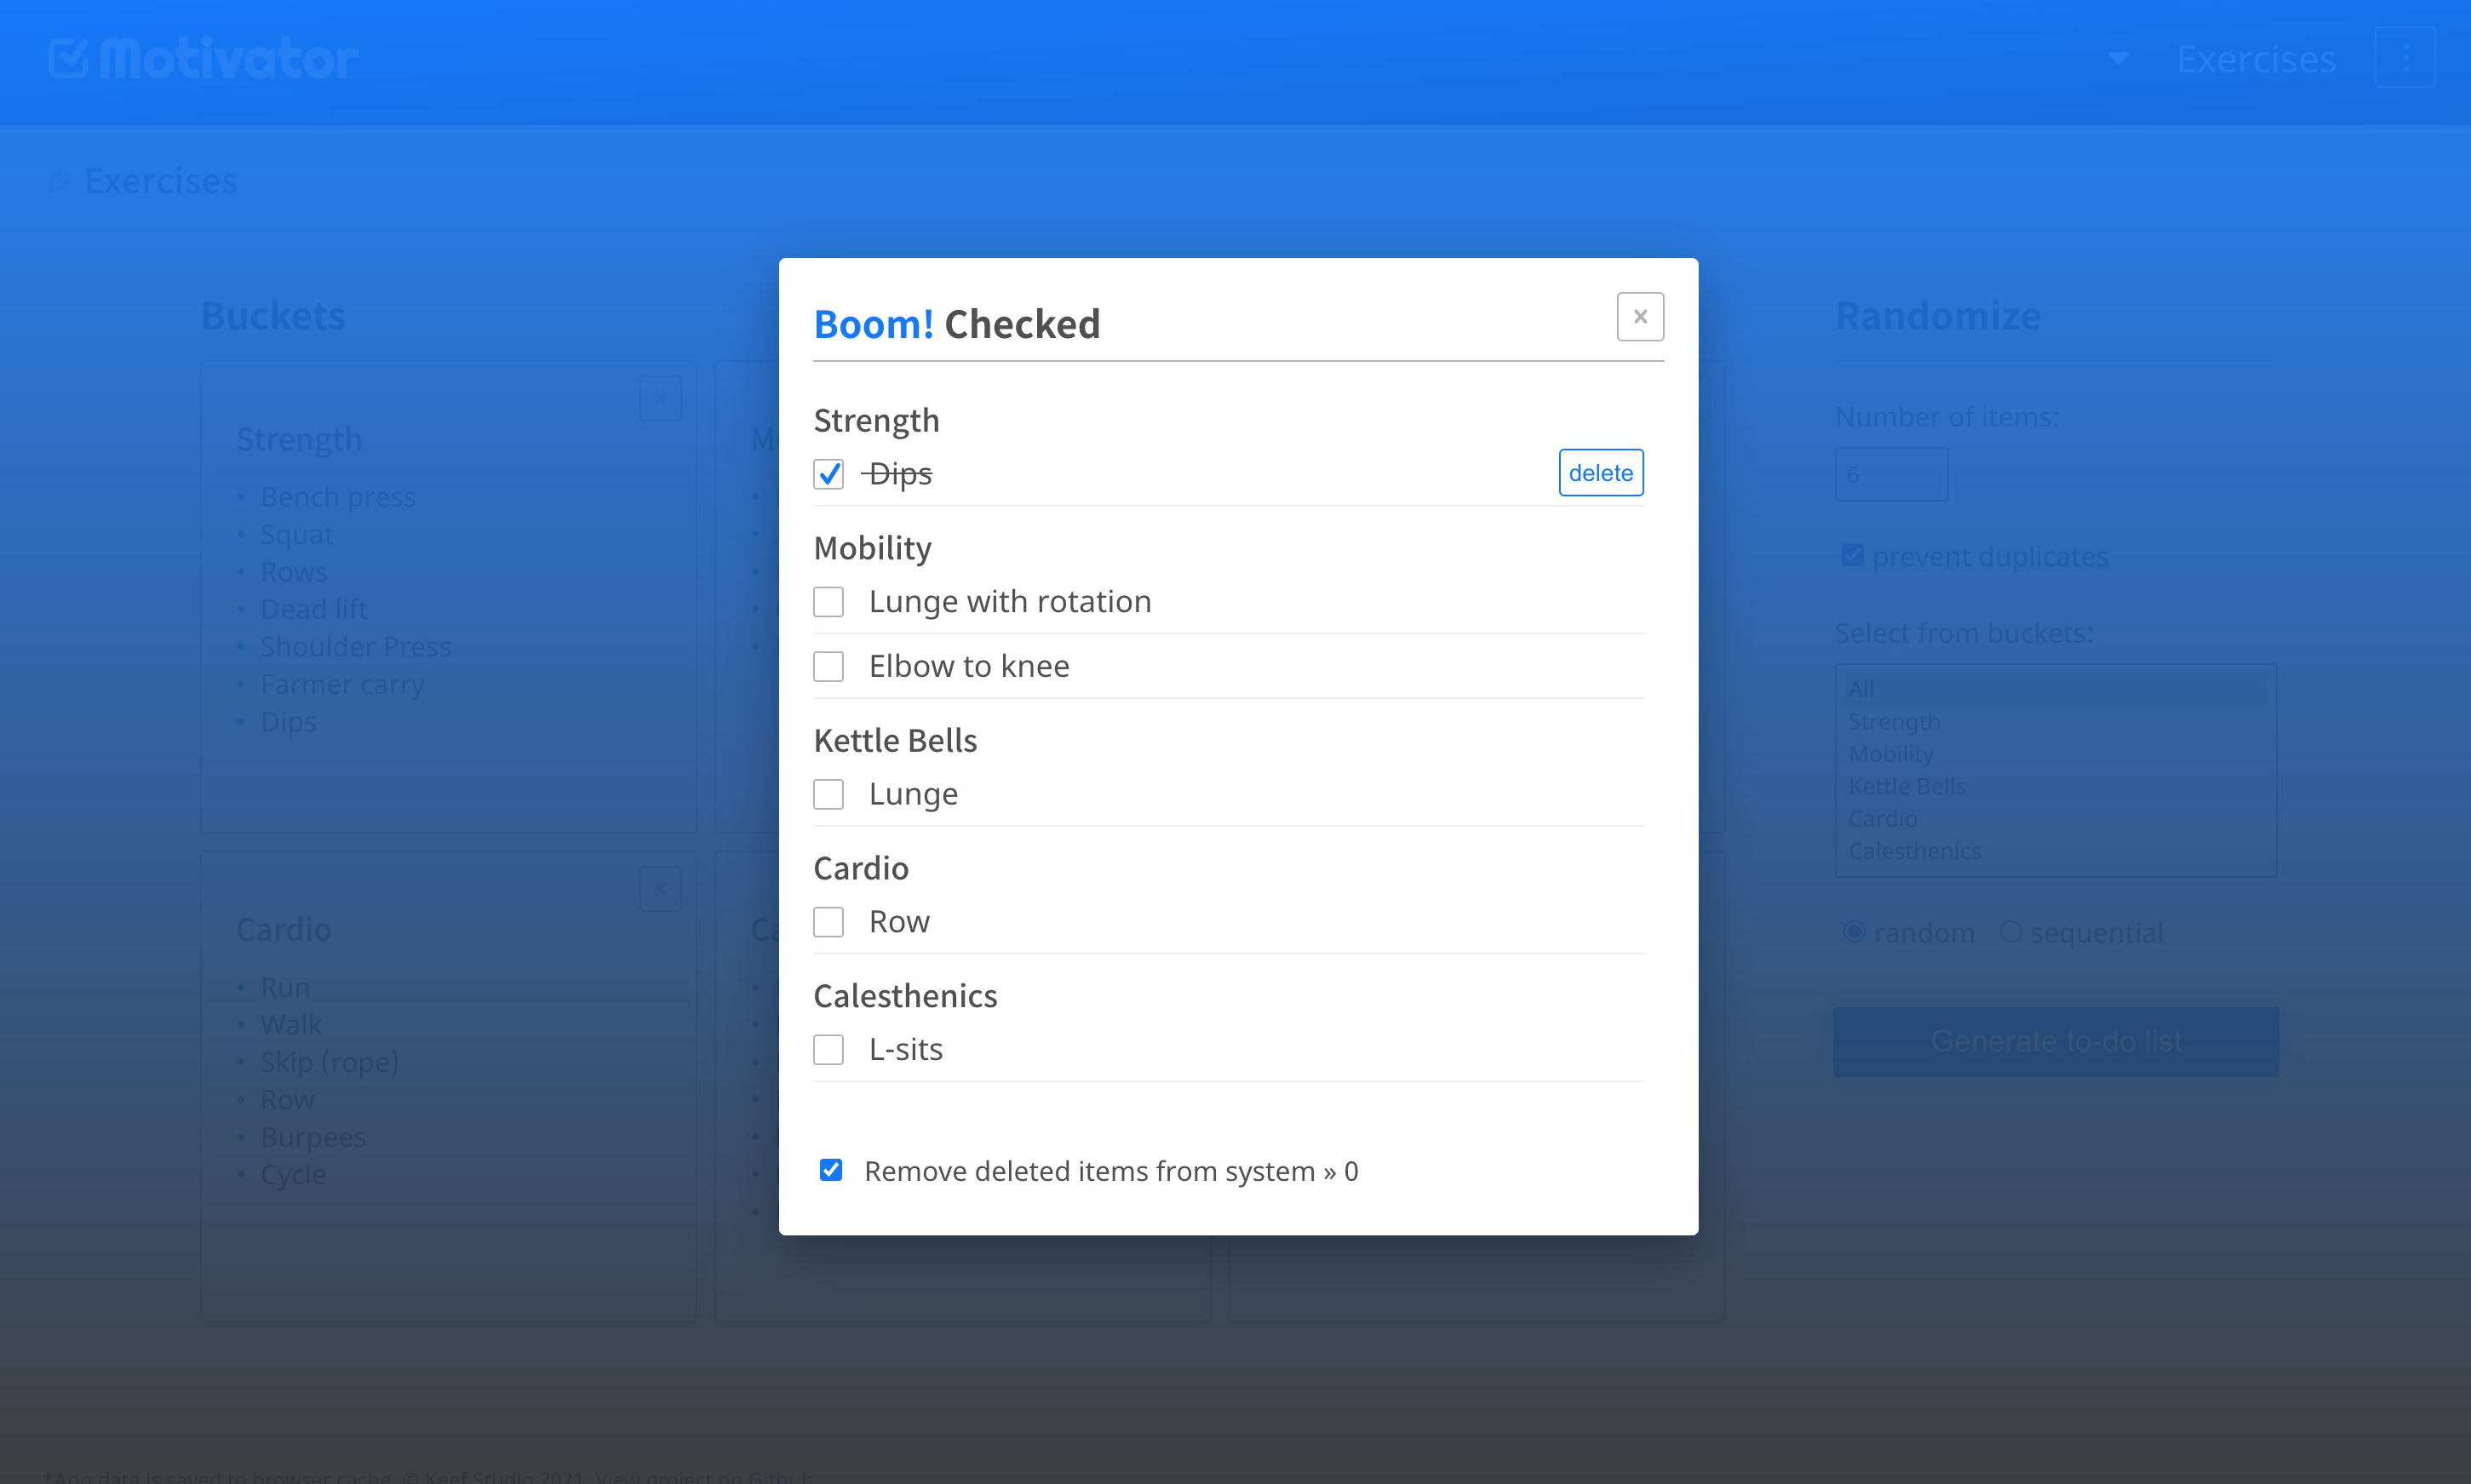 Motivator
Exercises
Exercises
Buckets
Randomize
Boom! Checked
×
Strength
Dips
delete
Mobility
Lunge with rotation
Elbow to knee
Kettle Bells
Lunge
Cardio
Row
Calesthenics
L-sits
Remove deleted items from system » 0
×
Strength
• Bench press
• Squat
• Rows
• Dead lift
• Shoulder Press
• Farmer carry
• Dips
×
Cardio
• Run
• Walk
• Skip (rope)
• Row
• Burpees
• Cycle
Number of items:
6
prevent duplicates
Select from buckets:
All
Strength
Mobility
Kettle Bells
Cardio
Calesthenics
random sequential
Generate to-do list
*App data is saved to browser cache. © Keef Studio 2021. View project on Github